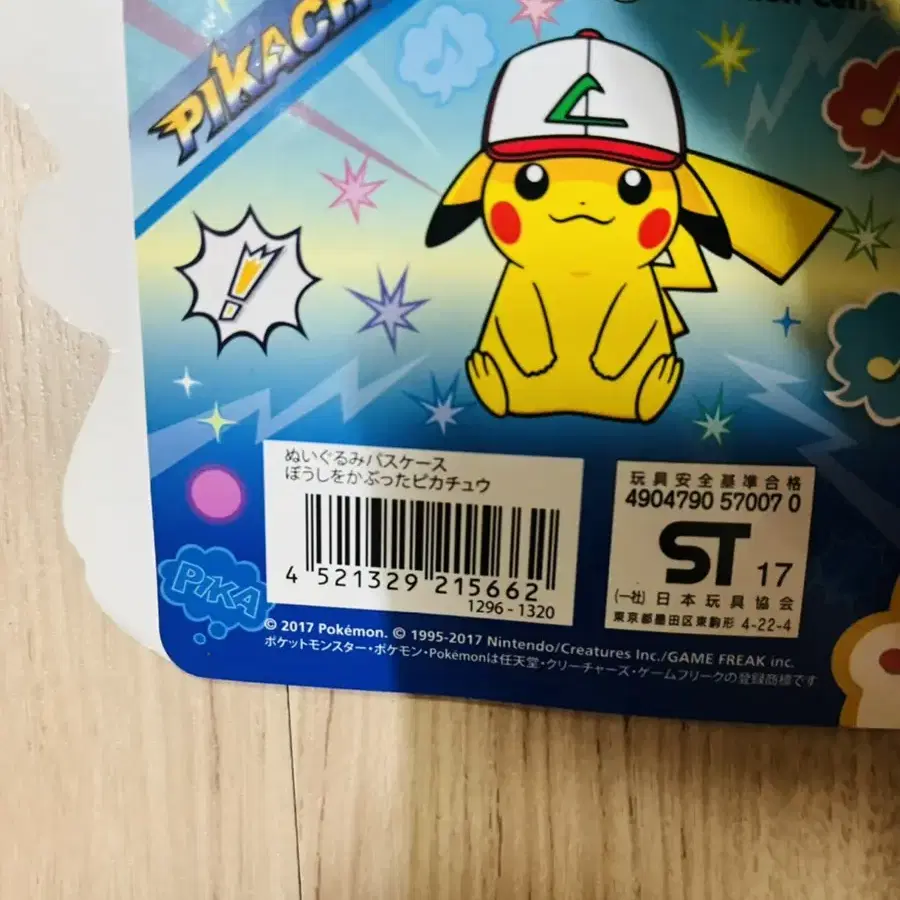 PIKACH
ぬいぐるみパスケース
ぼうしをかぶったピカチュウ
4 521329 215662
1296-1320
玩具安全基準合格
4904790 57007 0
ST 17
(一社)日本玩具協会
東京都墨田区東駒形 4-22-4
PIKA
© 2017 Pokémon. © 1995-2017 Nintendo/Creatures Inc./GAME FREAK inc.
ポケットモンスター・ポケモン・Pokémonは任天堂・クリーチャーズ・ゲームフリークの登録商標です